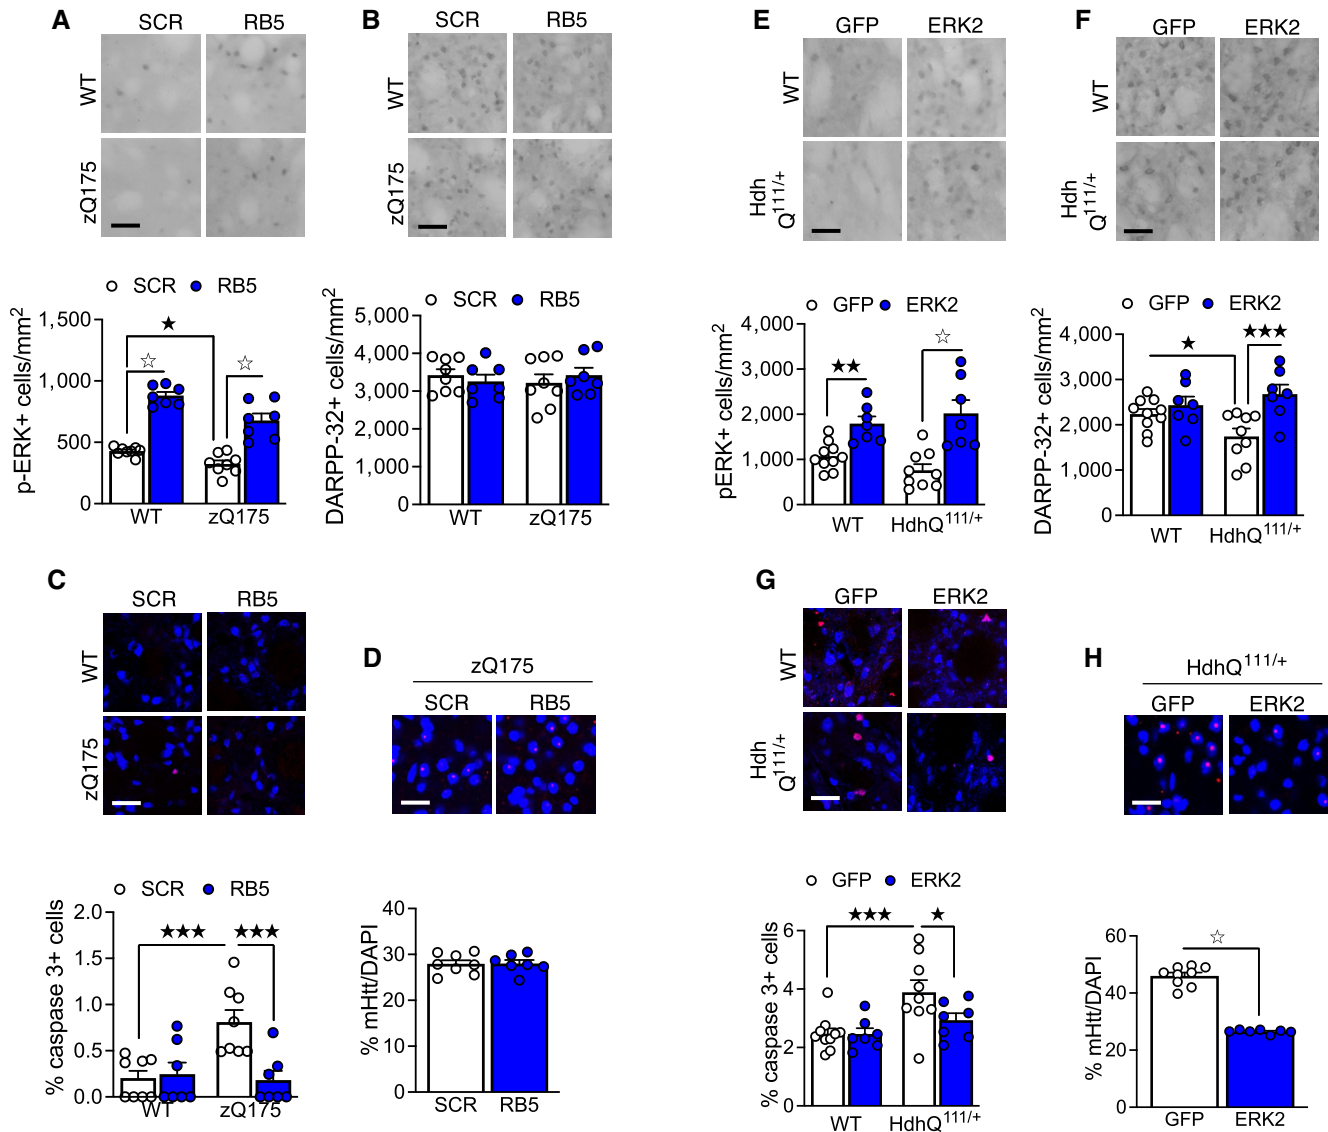 A
SCR RB5
WT
zQ175
SCR RB5
p-ERK+ cells/mm2
1,500
1,000
500
0
★
☆ ☆
WT zQ175
B
SCR RB5
WT
zQ175
SCR RB5
DARPP-32+ cells/mm2
5,000
4,000
3,000
2,000
1,000
0
WT zQ175
C
SCR RB5
WT
zQ175
SCR RB5
% caspase 3+ cells
2.0
1.5
1.0
0.5
0.0
★★★ ★★★
WT zQ175
D
zQ175
SCR RB5
% mHtt/DAPI
40
30
20
10
0
SCR RB5
E
GFP ERK2
WT
Hdh
Q111/+
GFP ERK2
pERK+ cells/mm2
4,000
3,000
2,000
1,000
0
★★ ☆
WT HdhQ111/+
F
GFP ERK2
WT
Hdh
Q111/+
GFP ERK2
DARPP-32+ cells/mm2
4,000
3,000
2,000
1,000
0
★ ★★★
WT HdhQ111/+
G
GFP ERK2
WT
Hdh
Q111/+
GFP ERK2
% caspase 3+ cells
6
4
2
0
★★★ ★
WT HdhQ111/+
H
HdhQ111/+
GFP ERK2
% mHtt/DAPI
60
40
20
0
☆
GFP ERK2